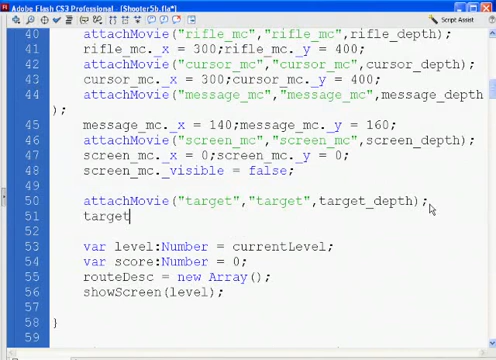 Adobe Flash CS3 Professional - [Shooter5b.fla*]
Script Assist
40 attachMovie("rifle_mc","rifle_mc",rifle_depth);
41 rifle_mc._x = 300;rifle_mc._y = 400;
42 attachMovie("cursor_mc","cursor_mc",cursor_depth);
43 cursor_mc._x = 300;cursor_mc._y = 400;
44 attachMovie("message_mc","message_mc",message_depth
);
45 message_mc._x = 140;message_mc._y = 160;
46 attachMovie("screen_mc","screen_mc",screen_depth);
47 screen_mc._x = 0;screen_mc._y = 0;
48 screen_mc._visible = false;
49
50 attachMovie("target","target",target_depth);
51 target
52
53 var level:Number = currentLevel;
54 var score:Number = 0;
55 routeDesc = new Array();
56 showScreen(level);
57
58 }
59